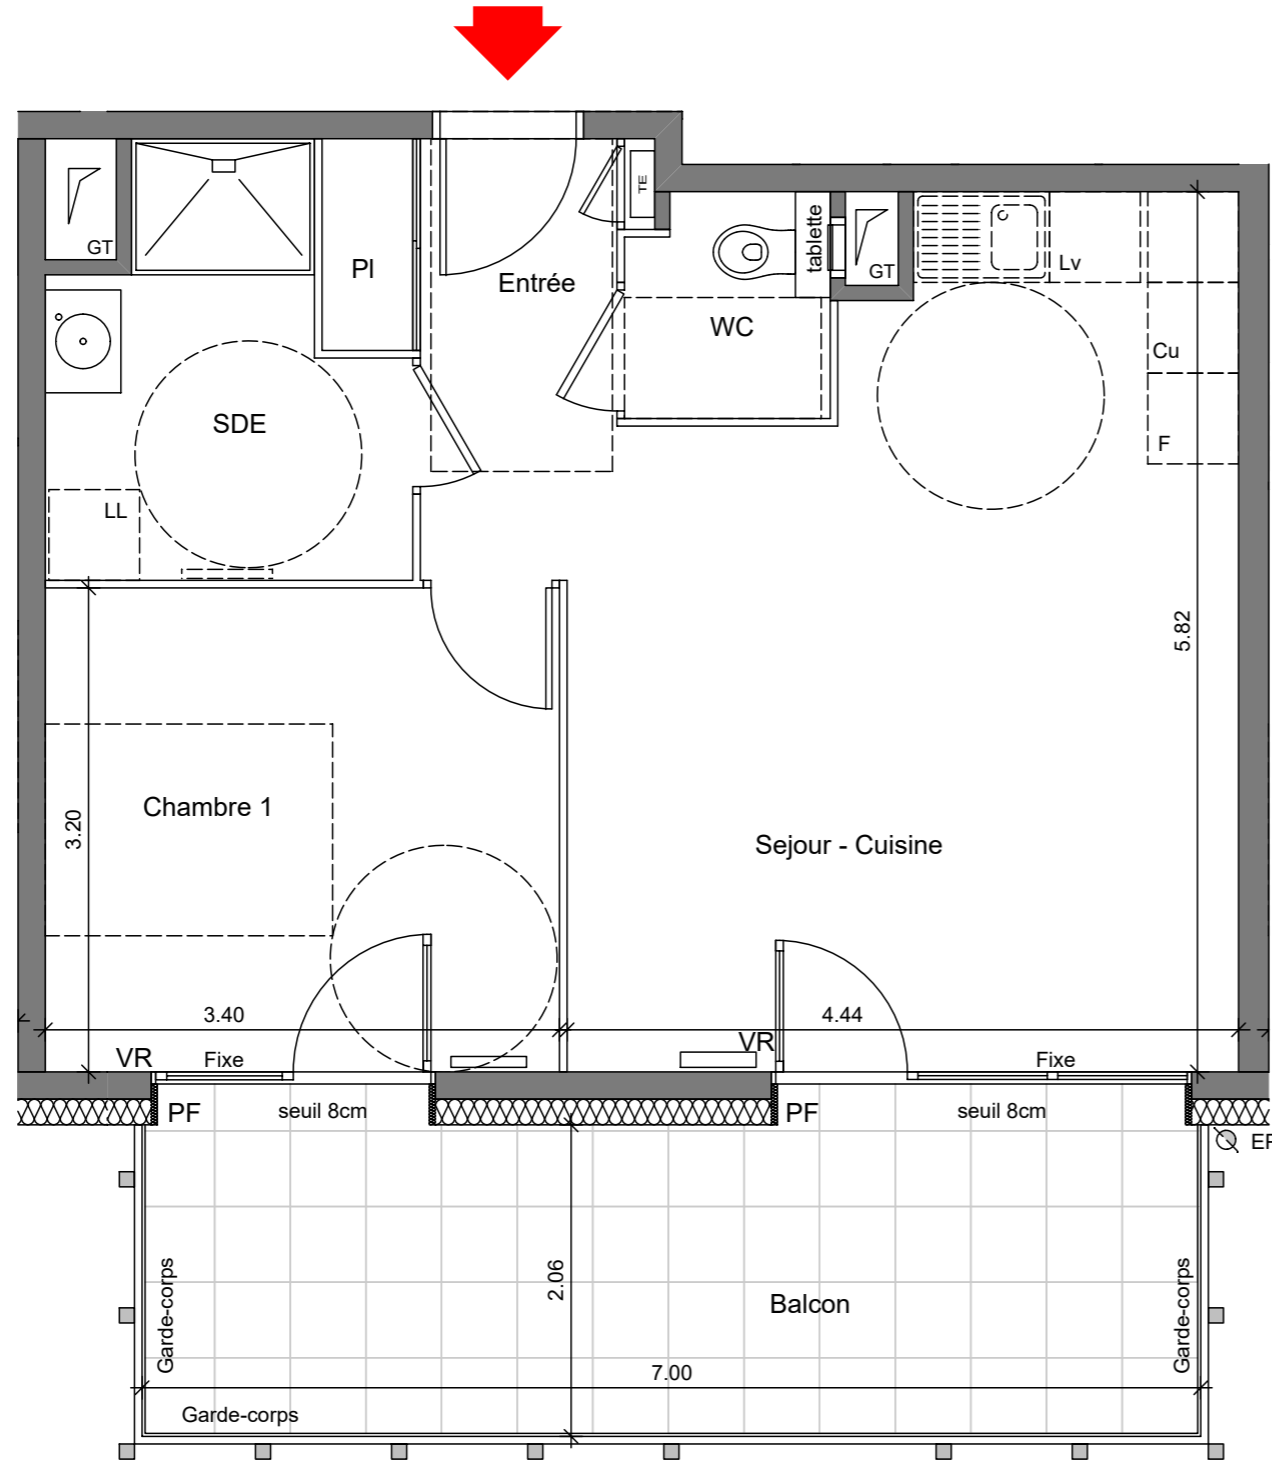 TE
tablette
GT
Pl
Entrée
GT
Lv
WC
Cu
SDE
F
LL
5.82
3.20
Chambre 1
Sejour - Cuisine
3.40
4.44
VR
Fixe
VR
Fixe
PF
seuil 8cm
PF
seuil 8cm
Garde-corps
2.06
Balcon
Garde-corps
7.00
Garde-corps